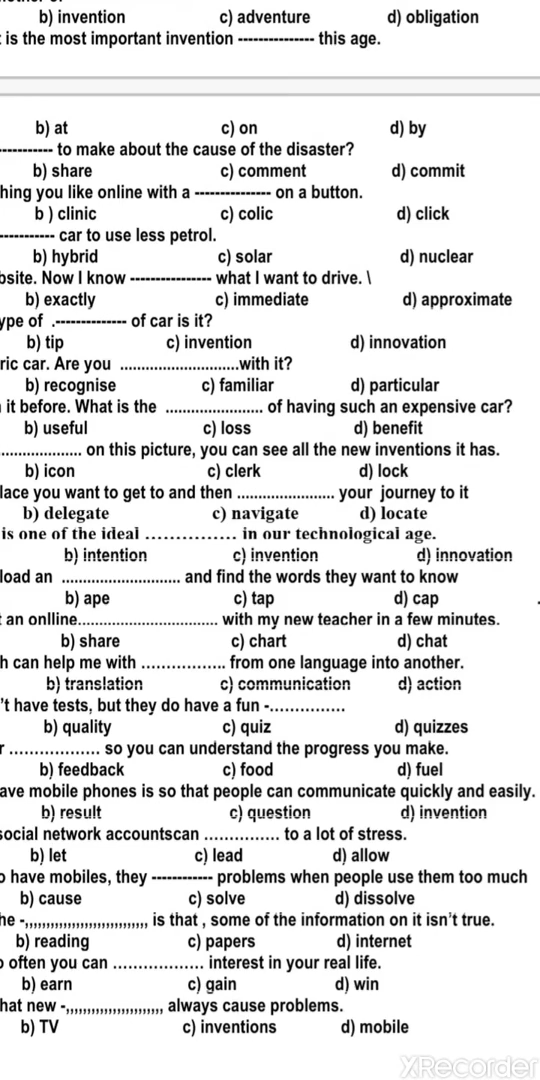 b) invention c) adventure d) obligation
is the most important invention --------------- this age.
b) at c) on d) by
----------- to make about the cause of the disaster?
b) share c) comment d) commit
hing you like online with a --------------- on a button.
b ) clinic c) colic d) click
----------- car to use less petrol.
b) hybrid c) solar d) nuclear
bsite. Now I know ---------------- what I want to drive. \
b) exactly c) immediate d) approximate
ype of .-------------- of car is it?
b) tip c) invention d) innovation
ric car. Are you ............................with it?
b) recognise c) familiar d) particular
it before. What is the ....................... of having such an expensive car?
b) useful c) loss d) benefit
................... on this picture, you can see all the new inventions it has.
b) icon c) clerk d) lock
lace you want to get to and then ....................... your journey to it
b) delegate c) navigate d) locate
is one of the ideal ................ in our technological age.
b) intention c) invention d) innovation
load an ............................ and find the words they want to know
b) ape c) tap d) cap
an onlline................................. with my new teacher in a few minutes.
b) share c) chart d) chat
h can help me with .................... from one language into another.
b) translation c) communication d) action
't have tests, but they do have a fun -..................
b) quality c) quiz d) quizzes
r ...................... so you can understand the progress you make.
b) feedback c) food d) fuel
ave mobile phones is so that people can communicate quickly and easily.
b) result c) question d) invention
social network accountscan .................. to a lot of stress.
b) let c) lead d) allow
o have mobiles, they ------------ problems when people use them too much
b) cause c) solve d) dissolve
he -,,,,,,,,,,,,,,,,,,,,,,,,,,,,, is that , some of the information on it isn't true.
b) reading c) papers d) internet
o often you can ...................... interest in your real life.
b) earn c) gain d) win
hat new -,,,,,,,,,,,,,,,,,,,,,,, always cause problems.
b) TV c) inventions d) mobile
XRecorder